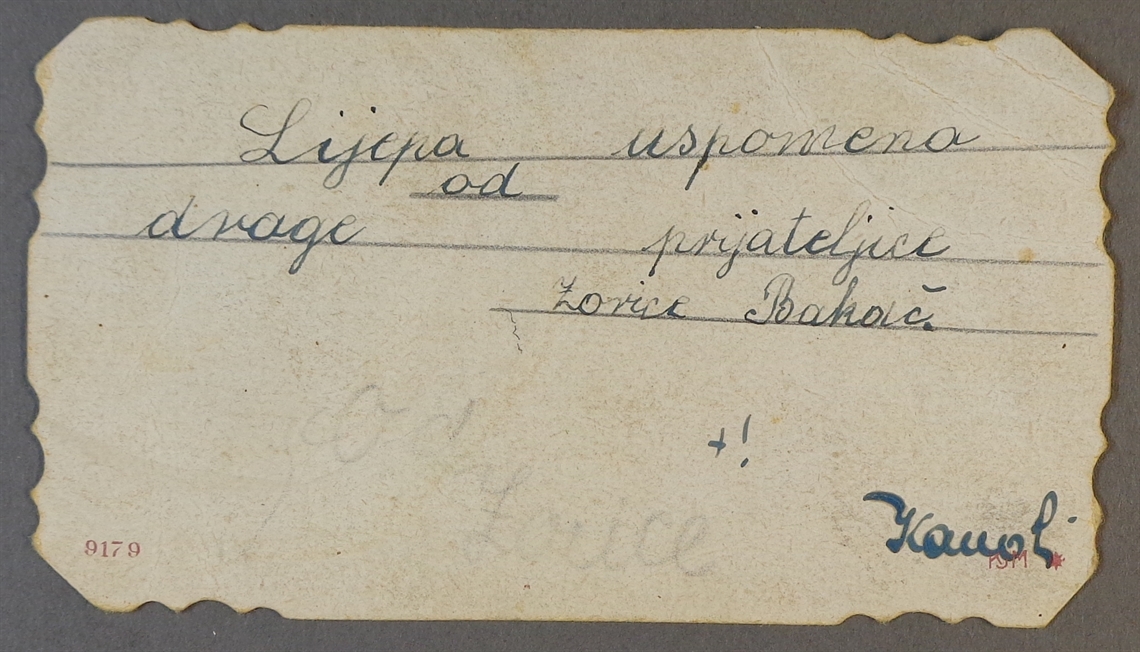 Lijepa uspomena
od
drage prijateljice
Zorice Bakač.
Od
Zorice
+!
9179